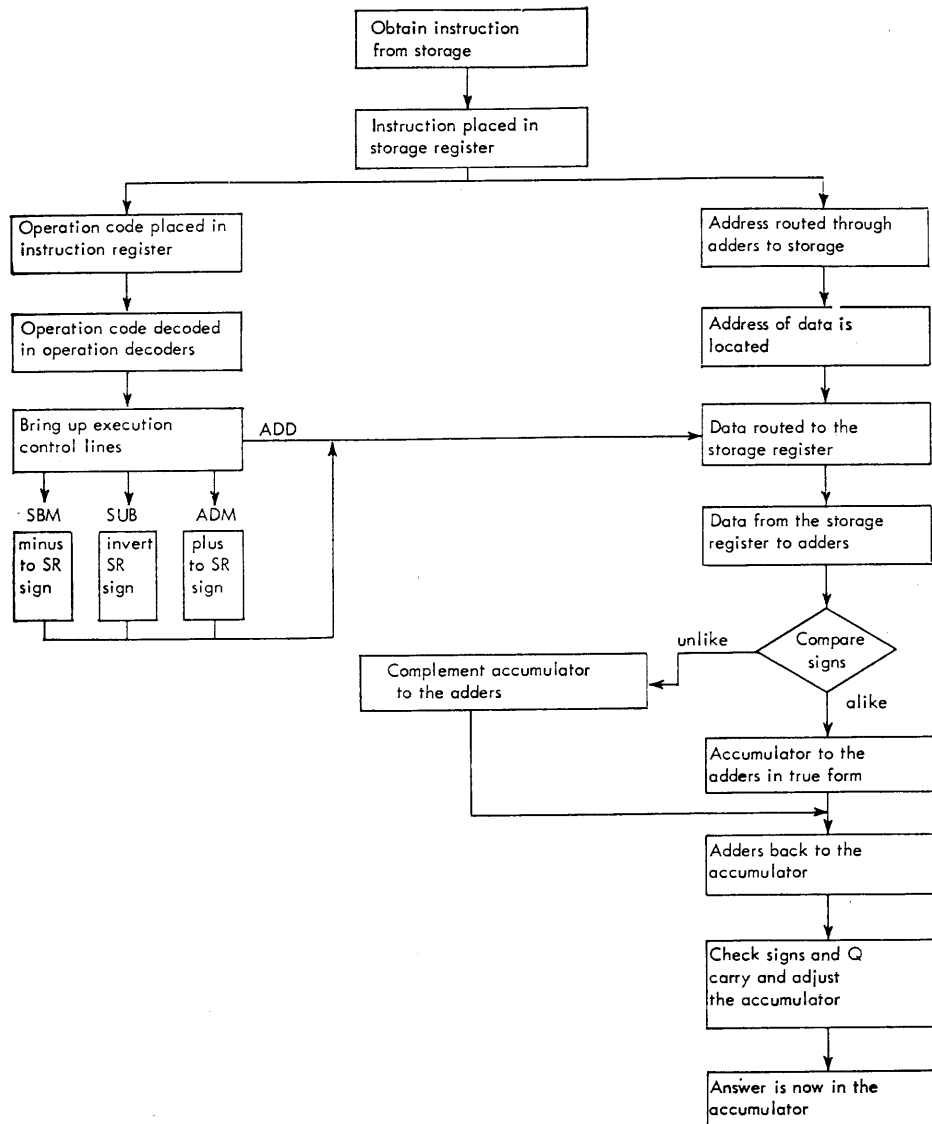 Obtain instruction
from storage
Instruction placed in
storage register
Operation code placed in
instruction register
Address routed through
adders to storage
Operation code decoded
in operation decoders
Address of data is
located
Bring up execution
control lines
ADD
Data routed to the
storage register
SBM
SUB
ADM
minus
to SR
sign
invert
SR
sign
plus
to SR
sign
Data from the storage
register to adders
Compare
signs
unlike
alike
Complement accumulator
to the adders
Accumulator to the
adders in true form
Adders back to the
accumulator
Check signs and Q
carry and adjust
the accumulator
Answer is now in the
accumulator